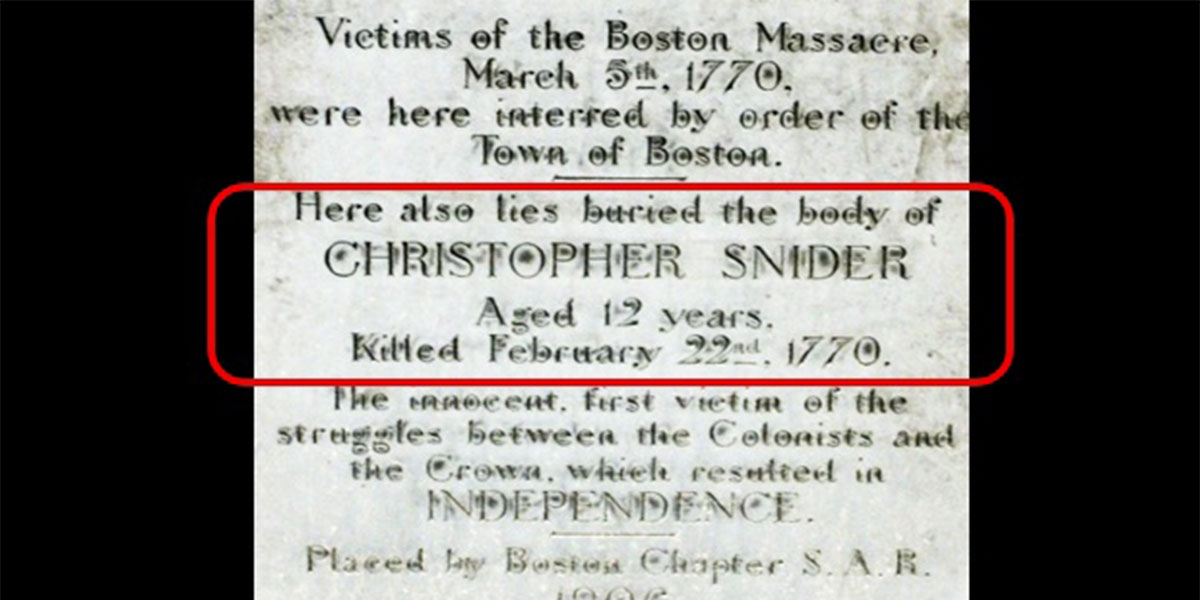 Victims of the Boston Massacre,
March 5th, 1770,
were here interred by order of the
Town of Boston.
Here also lies buried the body of
CHRISTOPHER SNIDER
Aged 12 years.
Killed February 22nd, 1770.
The innocent, first victim of the
struggles between the Colonists and
the Crown, which resulted in
INDEPENDENCE.
Placed by Boston Chapter S. A. R.